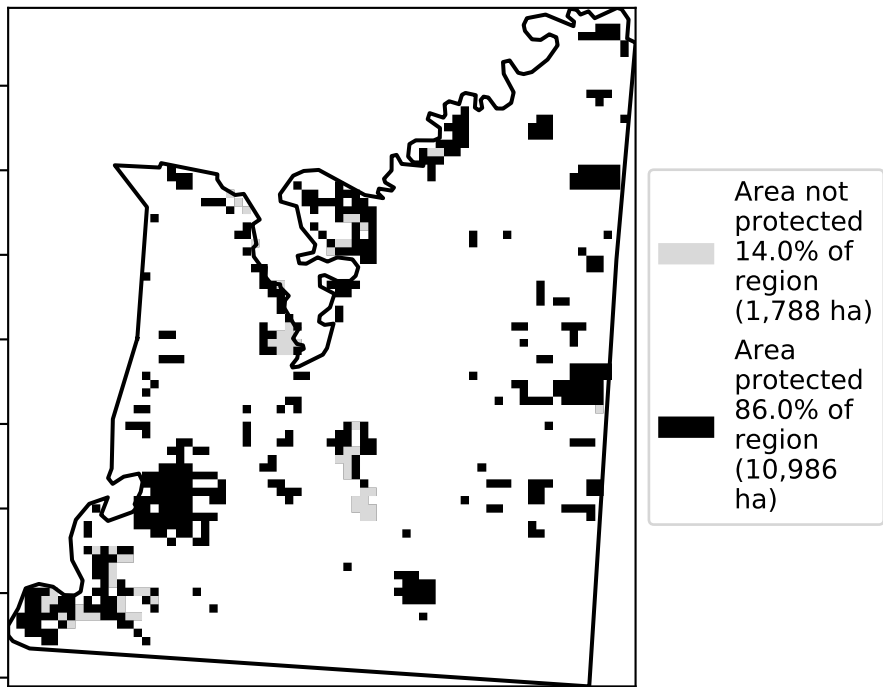 Area not
protected
14.0% of
region
(1,788 ha)
Area
protected
86.0% of
region
(10,986
ha)